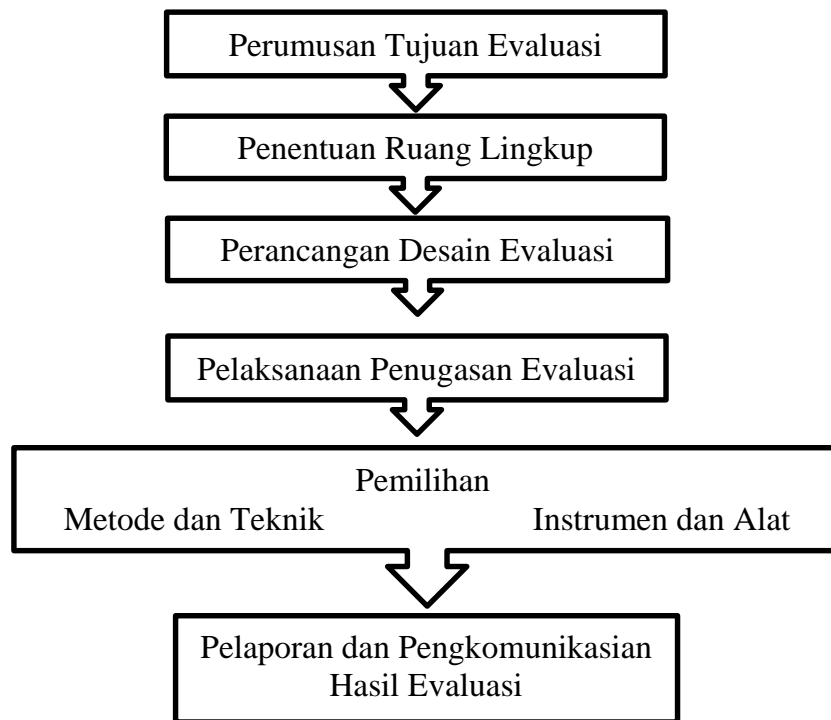 Perumusan Tujuan Evaluasi
Penentuan Ruang Lingkup
Perancangan Desain Evaluasi
Pelaksanaan Penugasan Evaluasi
Pemilihan
Metode dan Teknik Instrumen dan Alat
Pelaporan dan Pengkomunikasian
Hasil Evaluasi